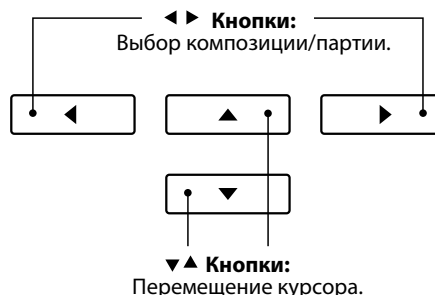 ◀ ▶ Кнопки:
Выбор композиции/партии.
▼▲ Кнопки:
Перемещение курсора.